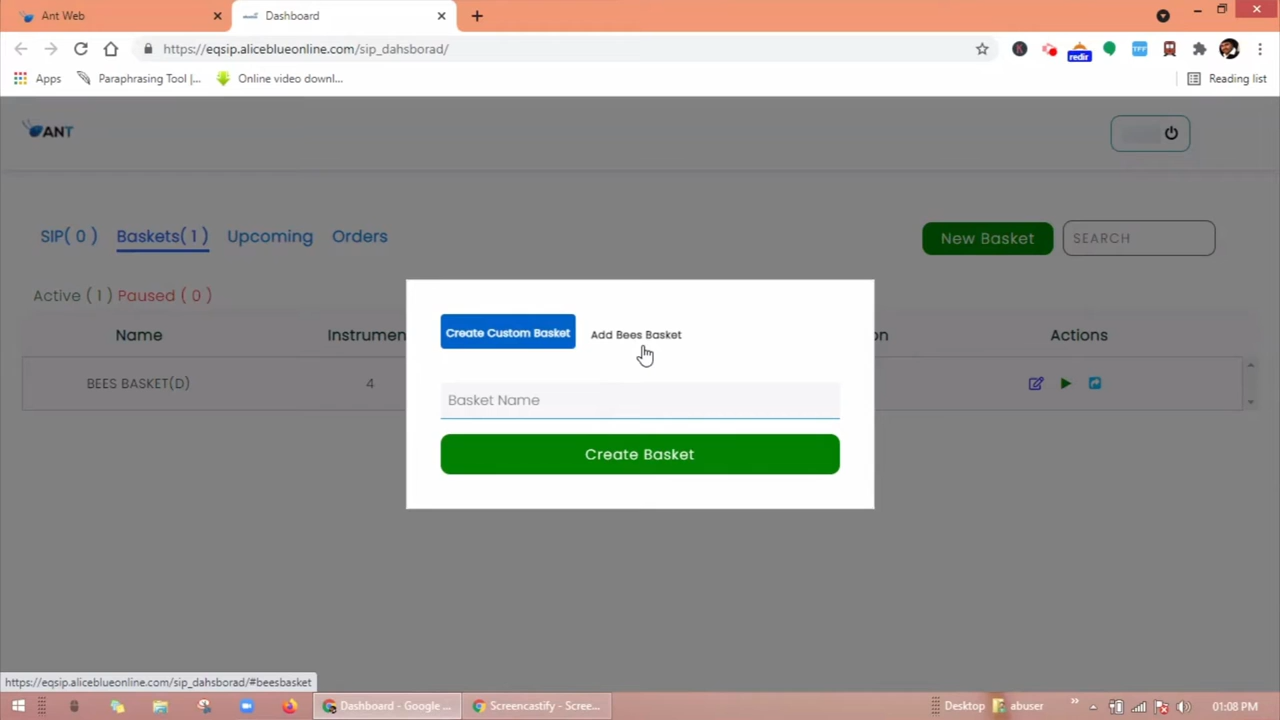 Ant Web
Dashboard
https://eqsip.aliceblueonline.com/sip_dahsborad/
redir
TPF
Apps
Paraphrasing Tool |...
Online video downl...
Reading list
ANT
SIP( 0 )
Baskets( 1 )
Upcoming
Orders
New Basket
SEARCH
Active ( 1 ) Paused ( 0 )
Name
Instrumen
on
Actions
BEES BASKET(D)
4
Create Custom Basket
Add Bees Basket
Basket Name
Create Basket
https://eqsip.aliceblueonline.com/sip_dahsborad/#beesbasket
Dashboard - Google ...
Screencastify - Scree...
Desktop
abuser
01:08 PM